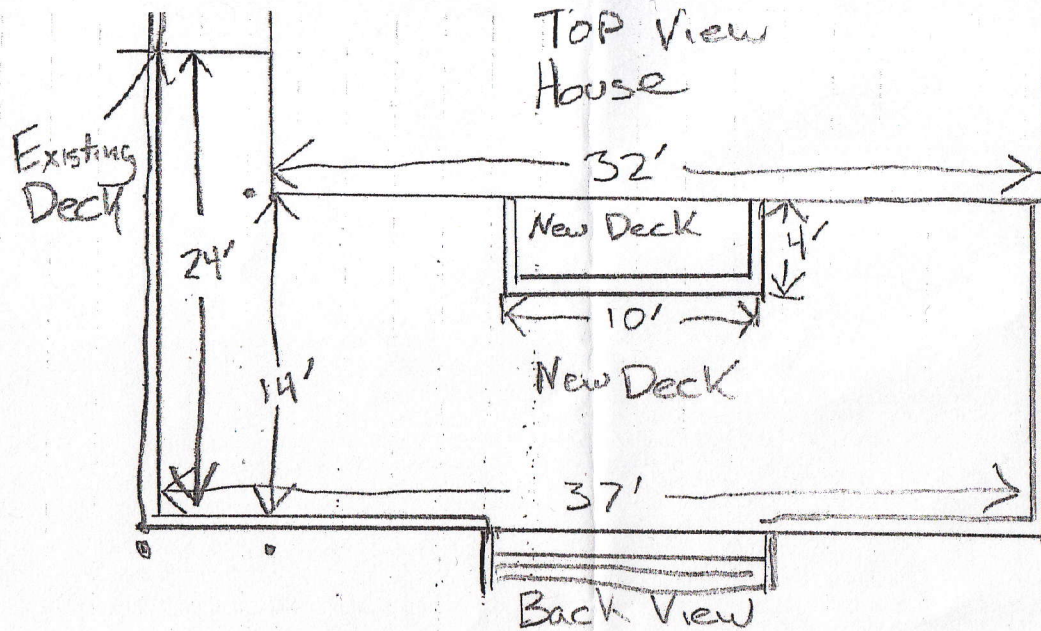 TOP View
House
Existing
Deck
32'
New Deck
4'
24'
10'
14'
New Deck
37'
Back View